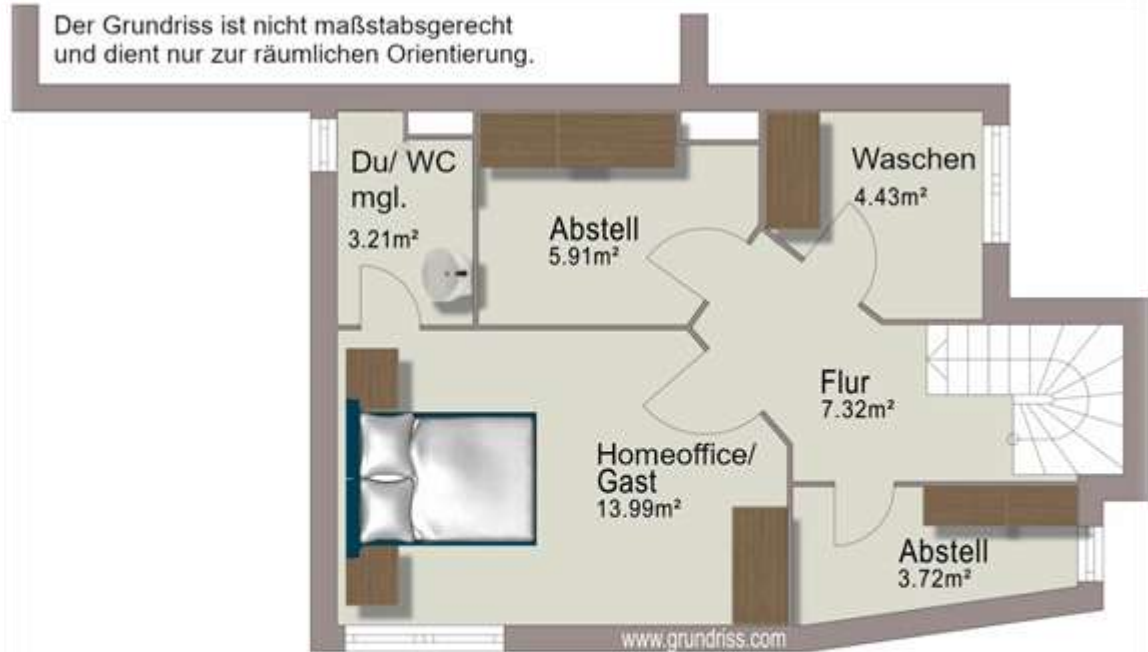 Der Grundriss ist nicht maßstabsgerecht
und dient nur zur räumlichen Orientierung.
Du/ WC
mgl.
3.21m²
Abstell
5.91m²
Waschen
4.43m²
Flur
7.32m²
Homeoffice/
Gast
13.99m²
Abstell
3.72m²
www.grundriss.com